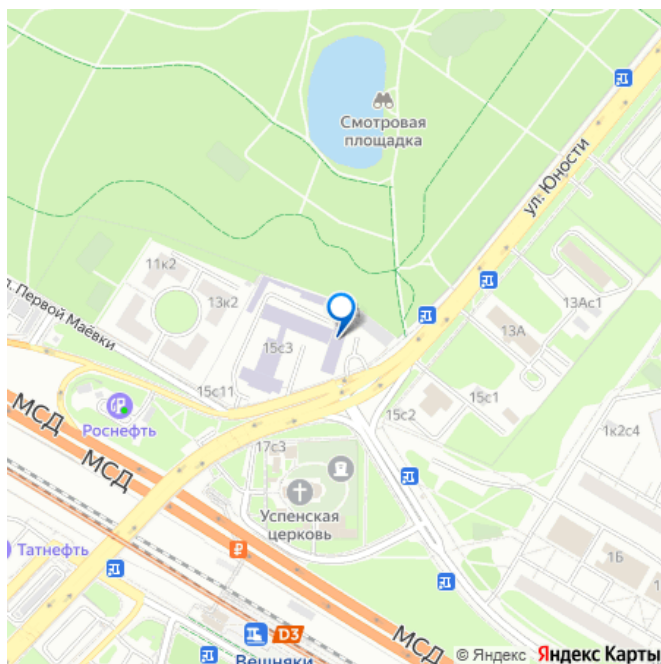 Смотровая
площадка
ул. Юности
11к2
13к2
л. Первой Маёвки
13Ас1
13А
15с3
15с11
15с1
15с2
Роснефть
МСД
МСД
17с3
1к2с4
Успенская
церковь
Татнефть
1Б
D3
МСД
Вешняки
© Яндекс Яндекс Карты